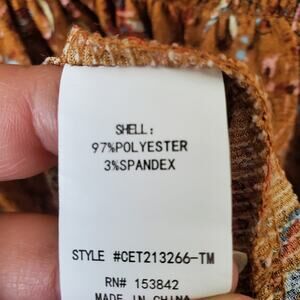 SHELL:
97%POLYESTER
3%SPANDEX
STYLE #CET213266-TM
RN# 153842
MADE IN CHINA